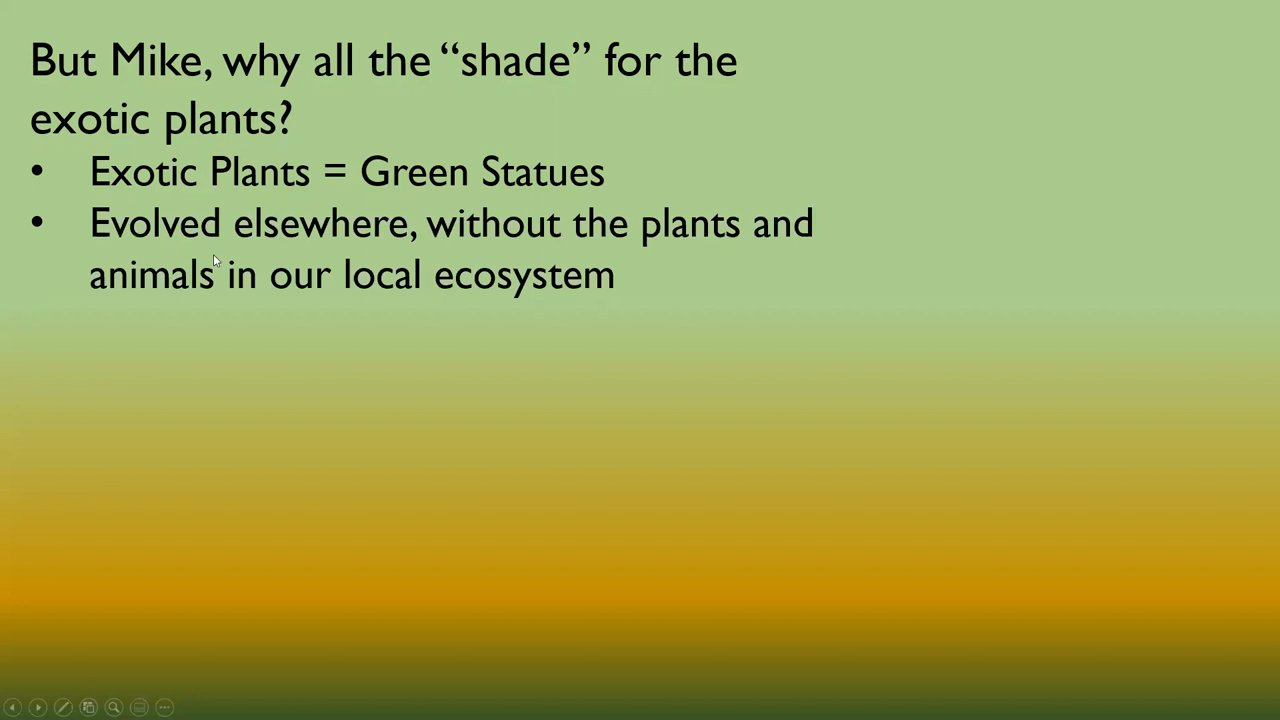 But Mike, why all the “shade” for the
exotic plants?
• Exotic Plants = Green Statues
• Evolved elsewhere, without the plants and
animals in our local ecosystem